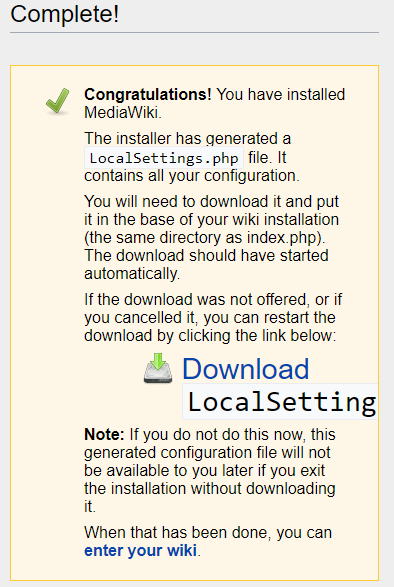 Complete!
Congratulations! You have installed
MediaWiki.
The installer has generated a
LocalSettings.php file. It
contains all your configuration.
You will need to download it and put
it in the base of your wiki installation
(the same directory as index.php).
The download should have started
automatically.
If the download was not offered, or if
you cancelled it, you can restart the
download by clicking the link below:
Download
LocalSetting
Note: If you do not do this now, this
generated configuration file will not
be available to you later if you exit
the installation without downloading
it.
When that has been done, you can
enter your wiki.